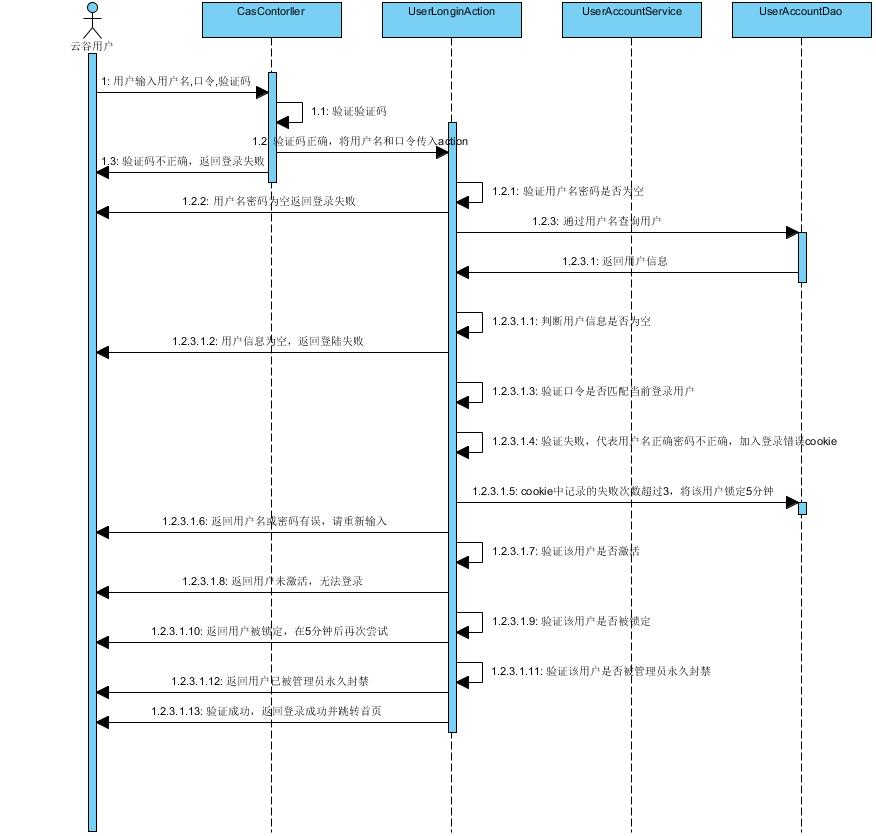 云谷用户
CasContorller
UserLonginAction
UserAccountService
UserAccountDao
1: 用户输入用户名,口令,验证码
1.1: 验证验证码
1.2: 验证码正确，将用户名和口令传入action
1.3: 验证码不正确，返回登录失败
1.2.1: 验证用户名密码是否为空
1.2.2: 用户名密码为空返回登录失败
1.2.3: 通过用户名查询用户
1.2.3.1: 返回用户信息
1.2.3.1.1: 判断用户信息是否为空
1.2.3.1.2: 用户信息为空，返回登陆失败
1.2.3.1.3: 验证口令是否匹配当前登录用户
1.2.3.1.4: 验证失败，代表用户名正确密码不正确，加入登录错误cookie
1.2.3.1.5: cookie中记录的失败次数超过3，将该用户锁定5分钟
1.2.3.1.6: 返回用户名或密码有误，请重新输入
1.2.3.1.7: 验证该用户是否激活
1.2.3.1.8: 返回用户未激活，无法登录
1.2.3.1.9: 验证该用户是否被锁定
1.2.3.1.10: 返回用户被锁定，在5分钟后再次尝试
1.2.3.1.11: 验证该用户是否被管理员永久封禁
1.2.3.1.12: 返回用户已被管理员永久封禁
1.2.3.1.13: 验证成功，返回登录成功并跳转首页